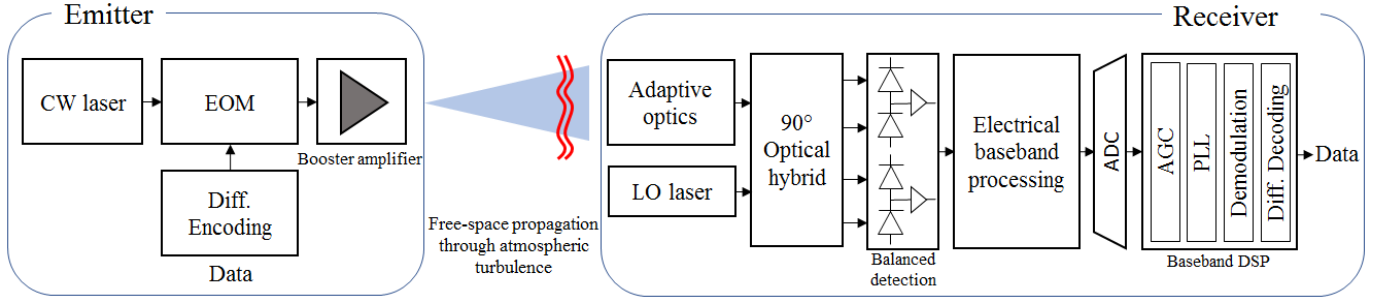 Emitter
CW laser
EOM
Booster amplifier
Diff.
Encoding
Data
Free-space propagation
through atmospheric
turbulence
Receiver
Adaptive
optics
LO laser
90°
Optical
hybrid
Balanced
detection
Electrical
baseband
processing
ADC
AGC
PLL
Demodulation
Diff. Decoding
Baseband DSP
Data